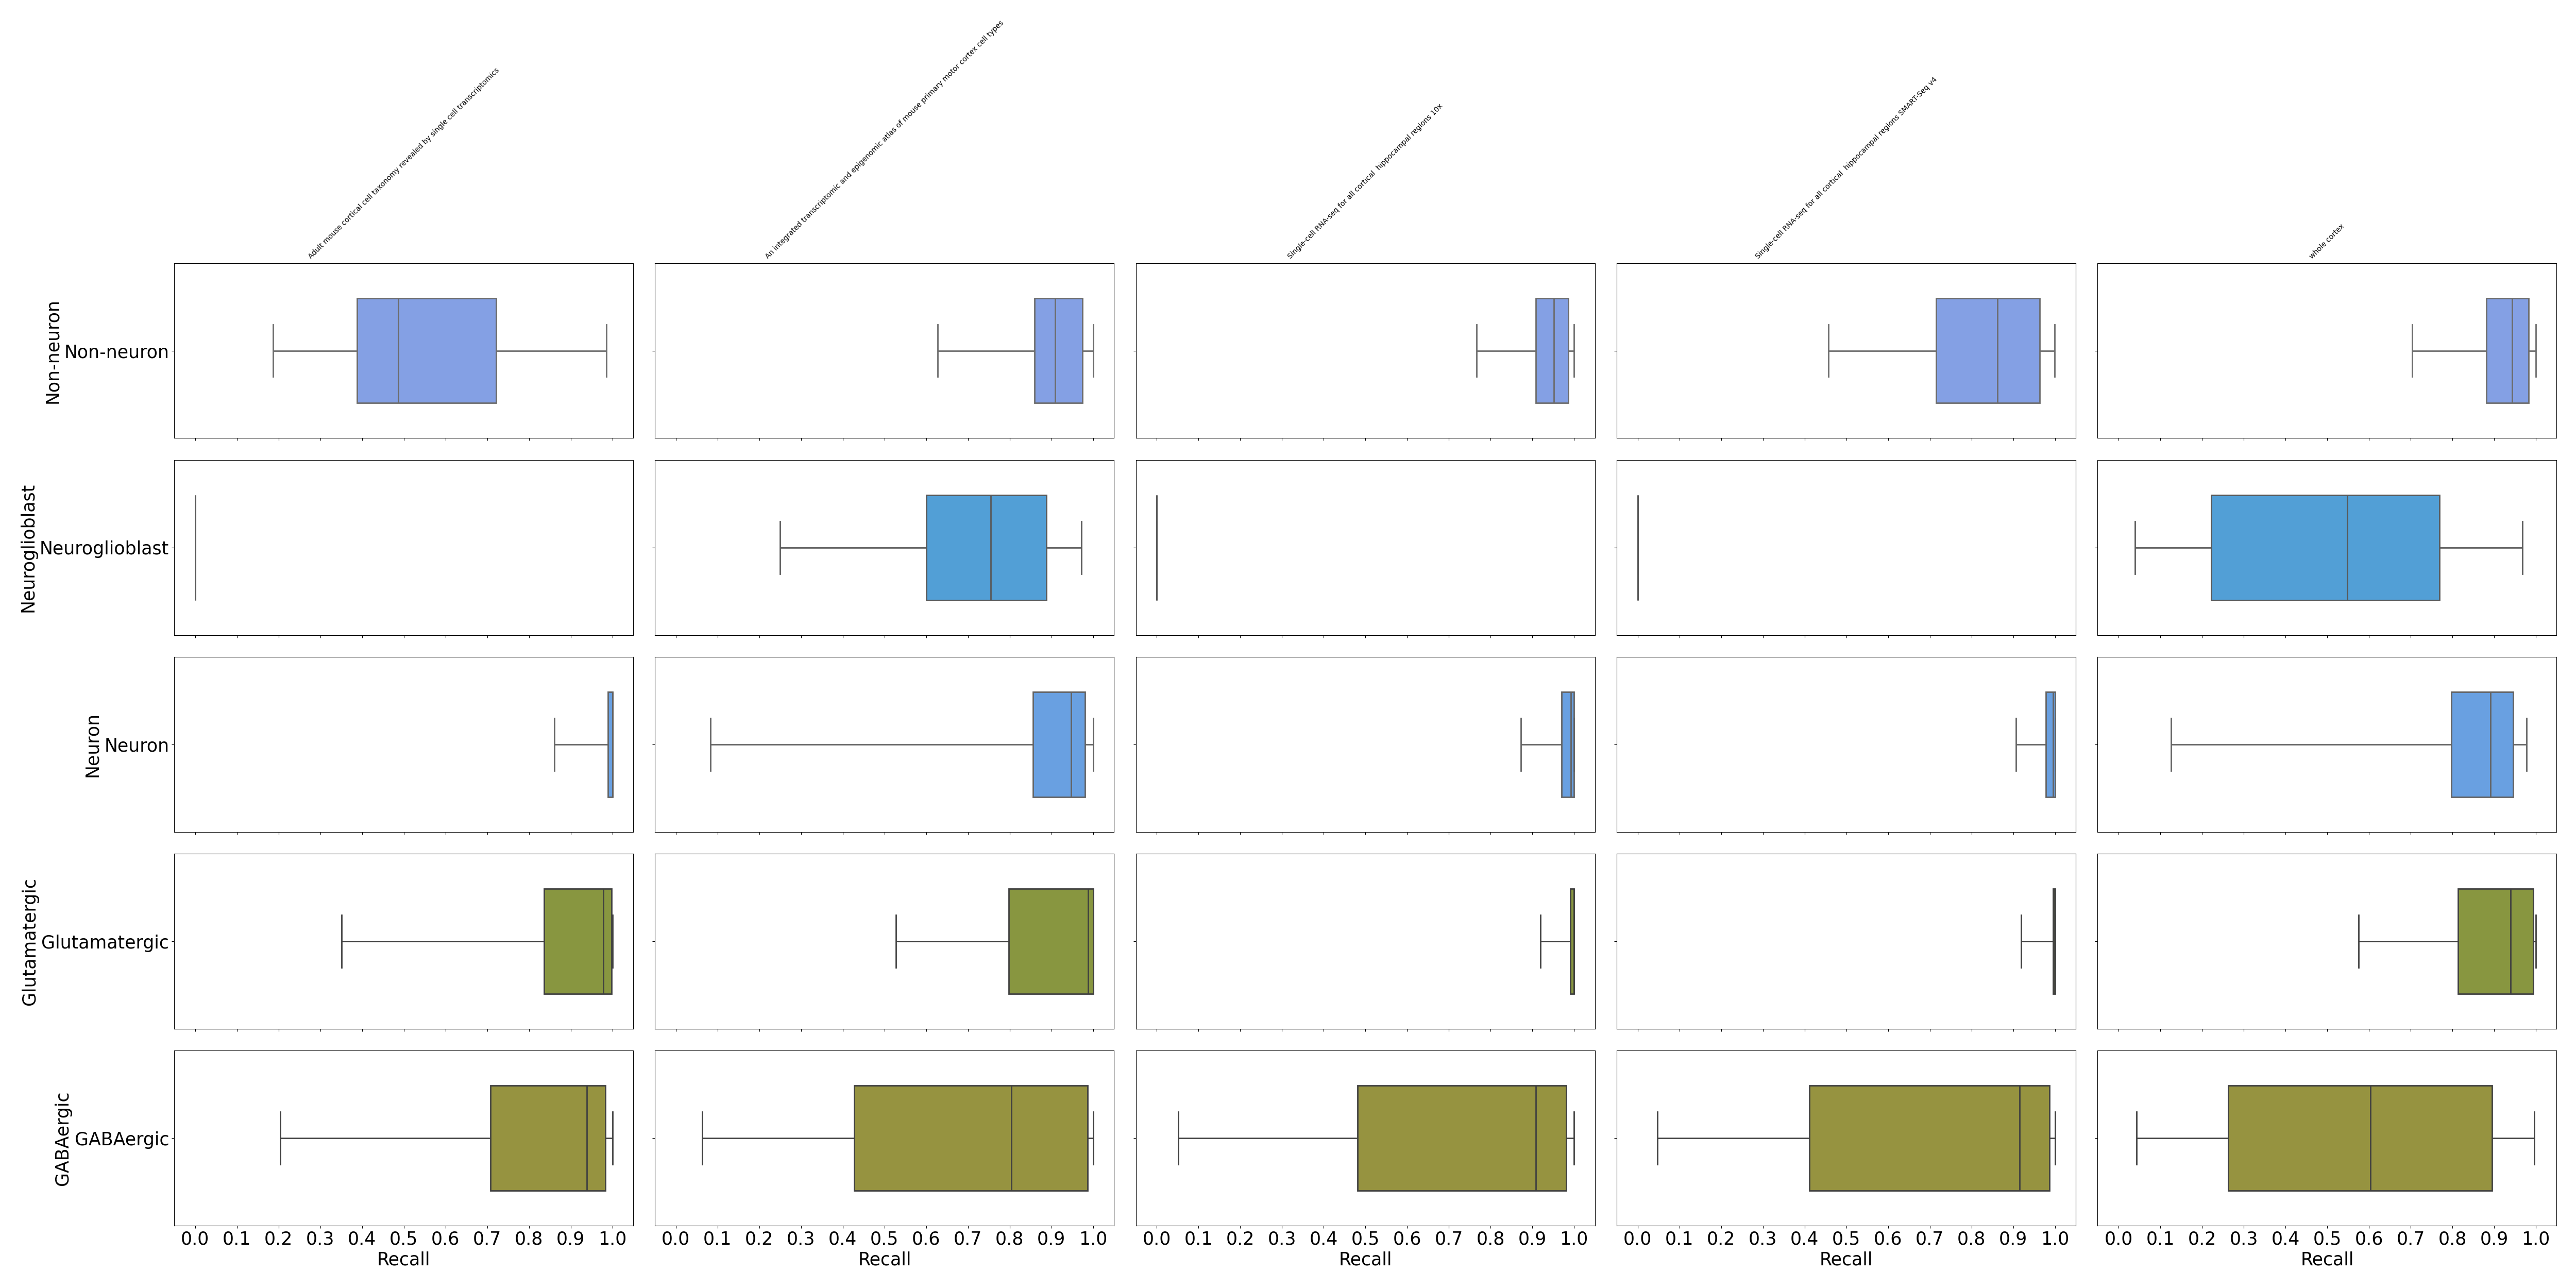 Adult mouse cortical cell taxonomy revealed by single cell transcriptomics
An integrated transcriptomic and epigenomic atlas of mouse primary motor cortex cell types
Single-cell RNA-seq for all cortical  hippocampal regions 10x
Single-cell RNA-seq for all cortical  hippocampal regions SMART-Seq v4
whole cortex
Non-neuron
Non-neuron
Neuroglioblast
Neuroglioblast
Neuron
Neuron
Glutamatergic
Glutamatergic
GABAergic
GABAergic
0.0 0.1 0.2 0.3 0.4 0.5 0.6 0.7 0.8 0.9 1.0
0.0 0.1 0.2 0.3 0.4 0.5 0.6 0.7 0.8 0.9 1.0
0.0 0.1 0.2 0.3 0.4 0.5 0.6 0.7 0.8 0.9 1.0
0.0 0.1 0.2 0.3 0.4 0.5 0.6 0.7 0.8 0.9 1.0
0.0 0.1 0.2 0.3 0.4 0.5 0.6 0.7 0.8 0.9 1.0
Recall
Recall
Recall
Recall
Recall